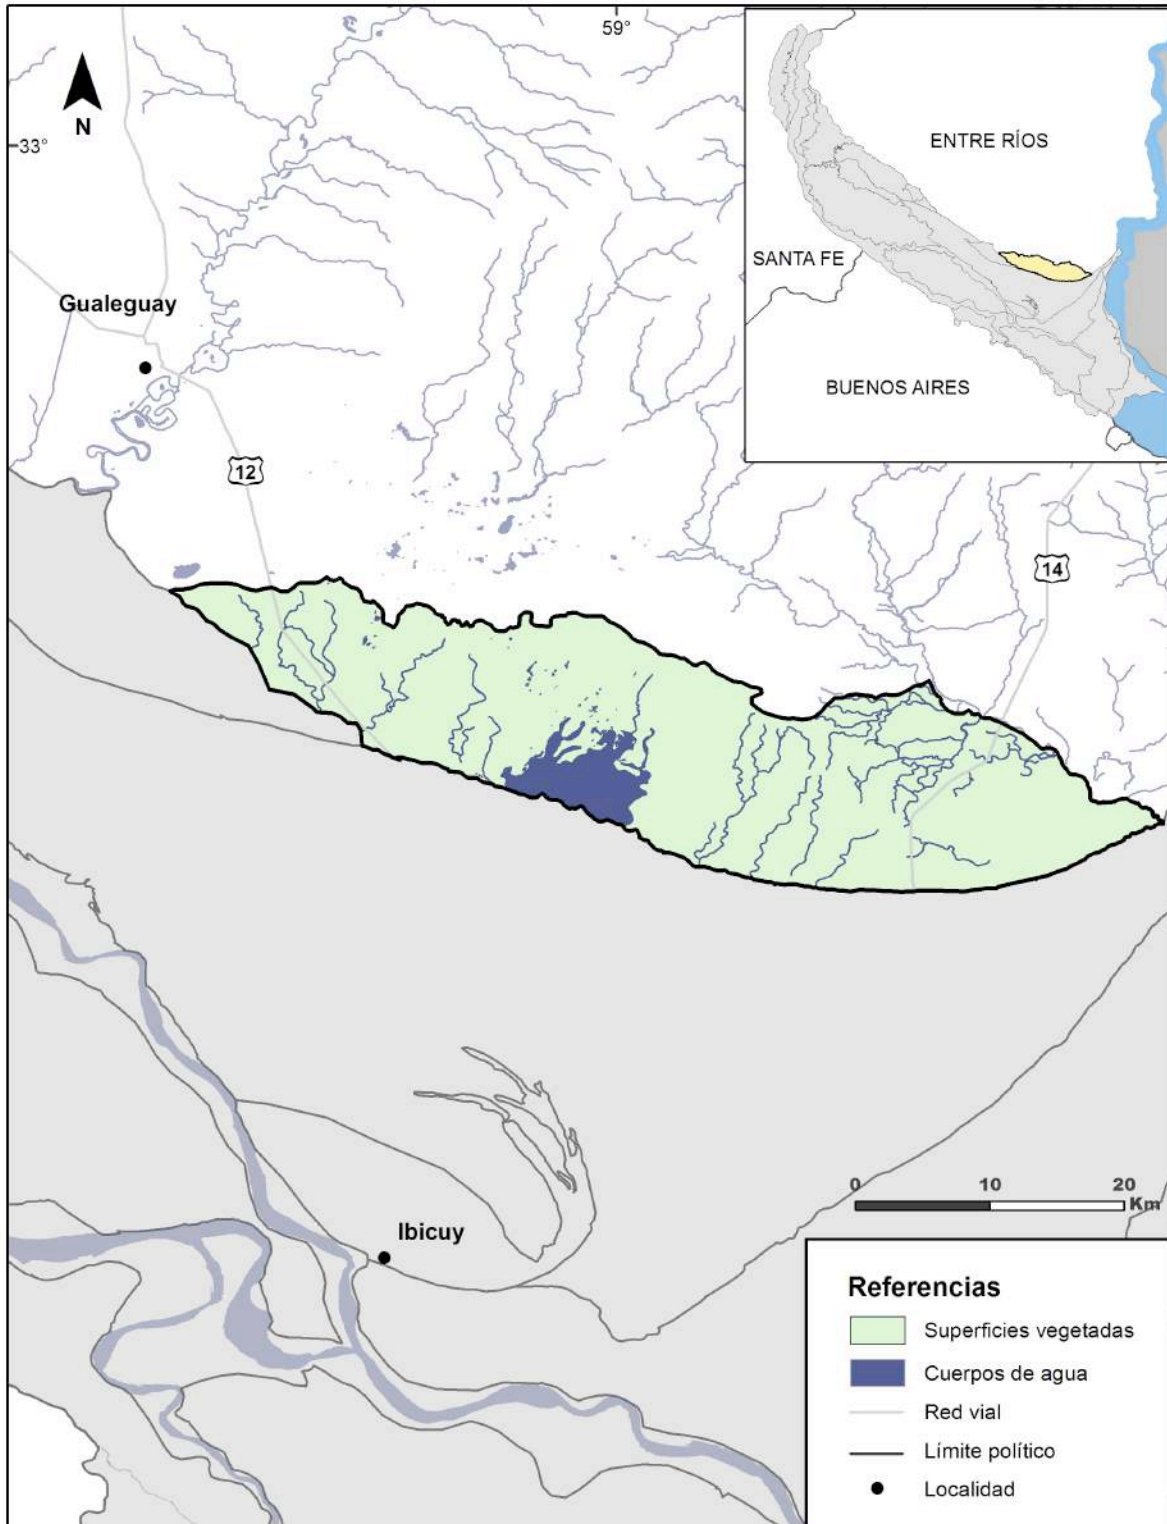 59°
N
33°
ENTRE RÍOS
SANTA FE
BUENOS AIRES
Gualeguay
12
14
Ibicuy
0 10 20
Km
Referencias
Superficies vegetadas
Cuerpos de agua
Red vial
Límite político
Localidad